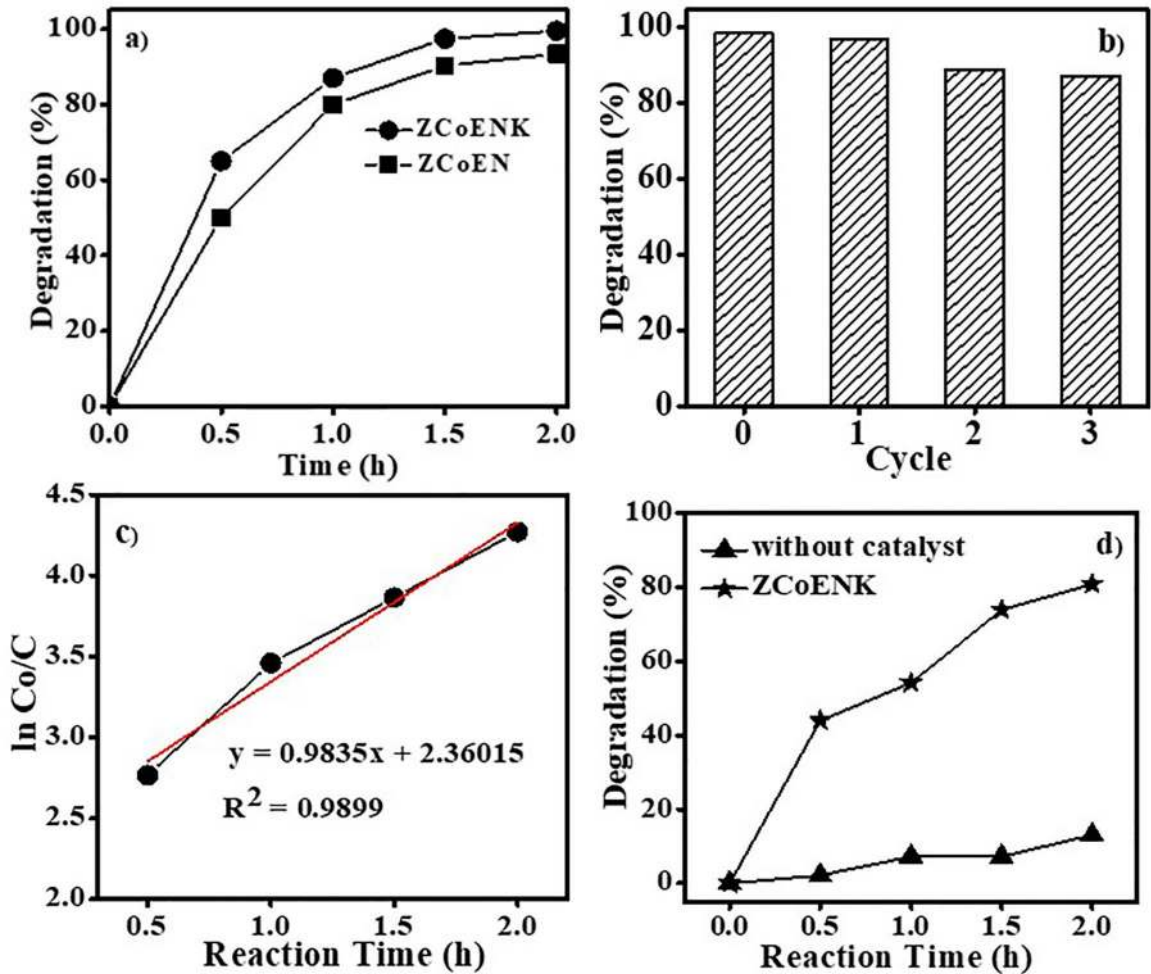 a)
Degradation (%)
100
80
60
40
20
0
ZCoENK
ZCoEN
0.0 0.5 1.0 1.5 2.0
Time (h)
b)
Degradation (%)
100
80
60
40
20
0
0 1 2 3
Cycle
c)
ln Co/C
4.5
4.0
3.5
3.0
2.5
2.0
y = 0.9835x + 2.36015
R² = 0.9899
0.5 1.0 1.5 2.0
Reaction Time (h)
d)
Degradation (%)
100
80
60
40
20
0
without catalyst
ZCoENK
0.0 0.5 1.0 1.5 2.0
Reaction Time (h)